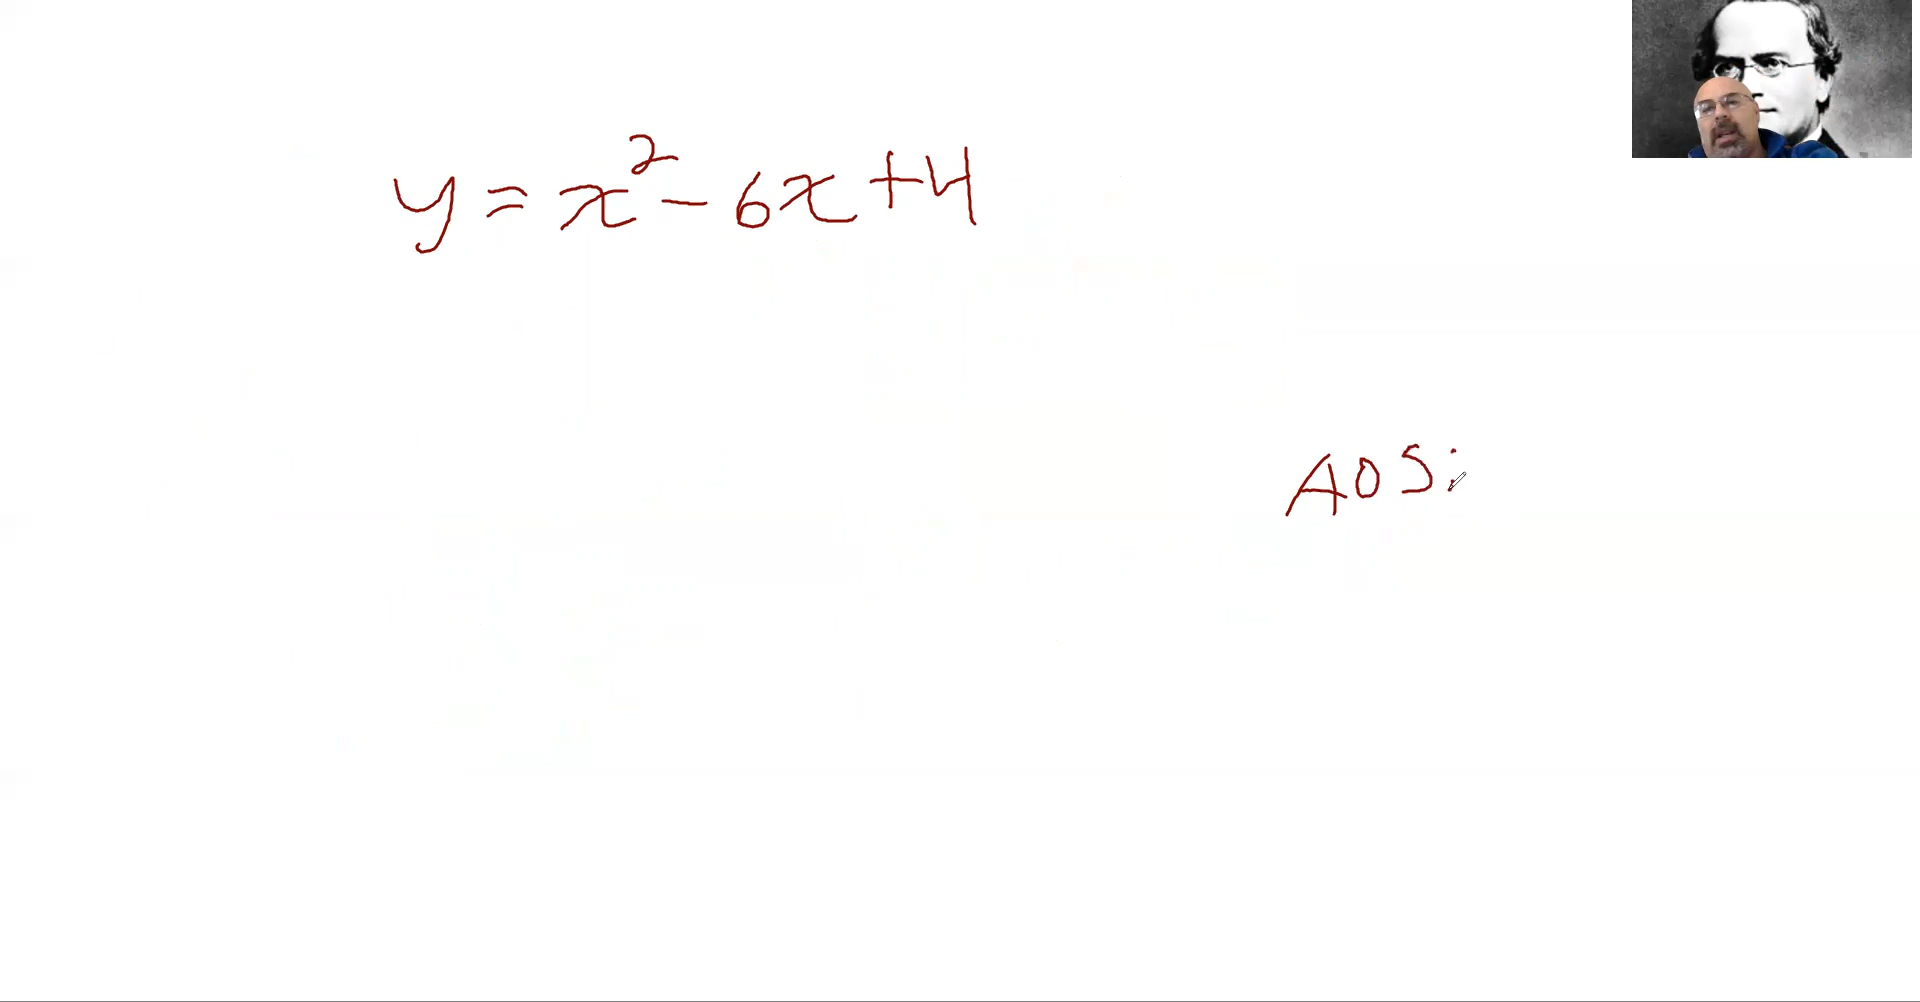 y = x² - 6x + 4
AOS: